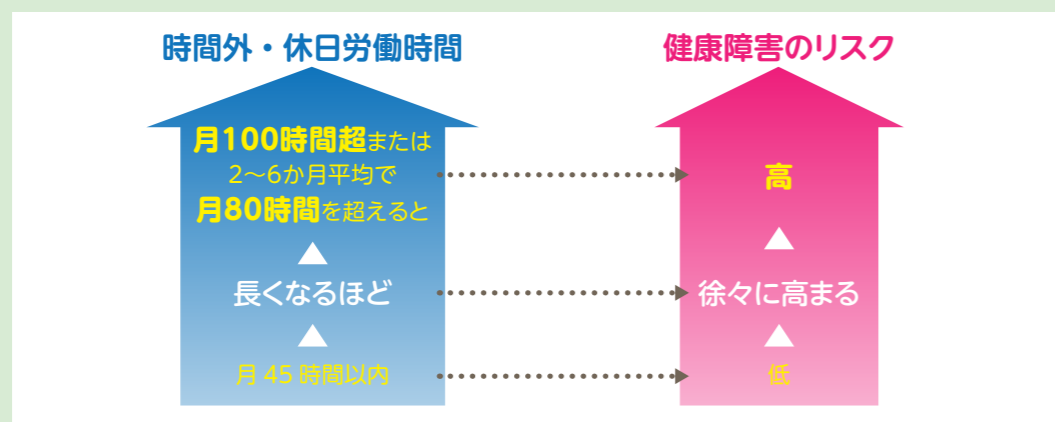 時間外・休日労働時間
月100時間超または
2〜6か月平均で
月80時間を超えると
長くなるほど
月 45 時間以内
健康障害のリスク
高
徐々に高まる
低